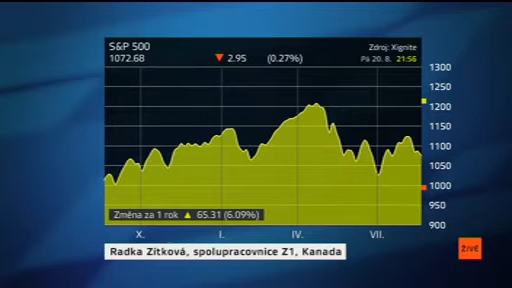 S&P 500
Zdroj: Xignite
1072.68 ▼ 2.95 (0.27%)
Pá 20. 8. 21:56
1300
1250
1200
1150
1100
1050
1000
950
900
Změna za 1 rok ▲ 65.31 (6.09%)
X. I. IV. VII.
Radka Zítková, spolupracovnice Z1, Kanada
ŽIVĚ